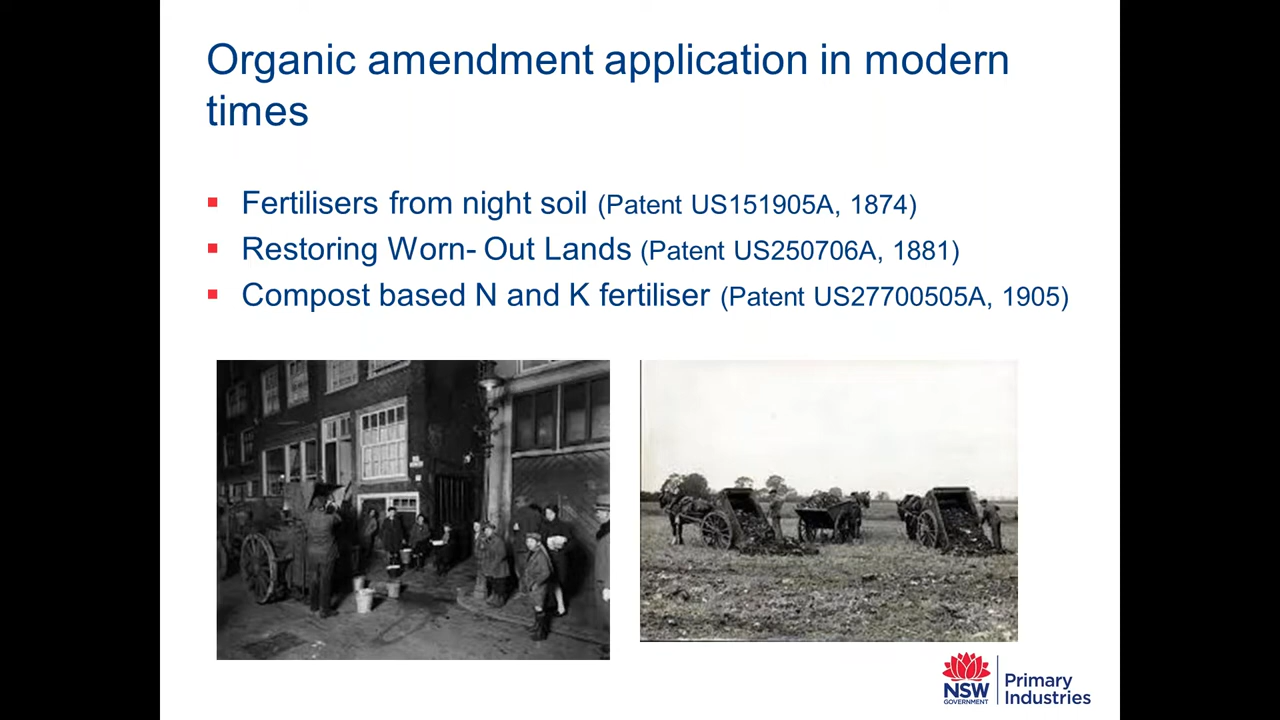 Organic amendment application in modern
times
Fertilisers from night soil (Patent US151905A, 1874)
Restoring Worn- Out Lands (Patent US250706A, 1881)
Compost based N and K fertiliser (Patent US27700505A, 1905)
NSW
GOVERNMENT
Primary
Industries